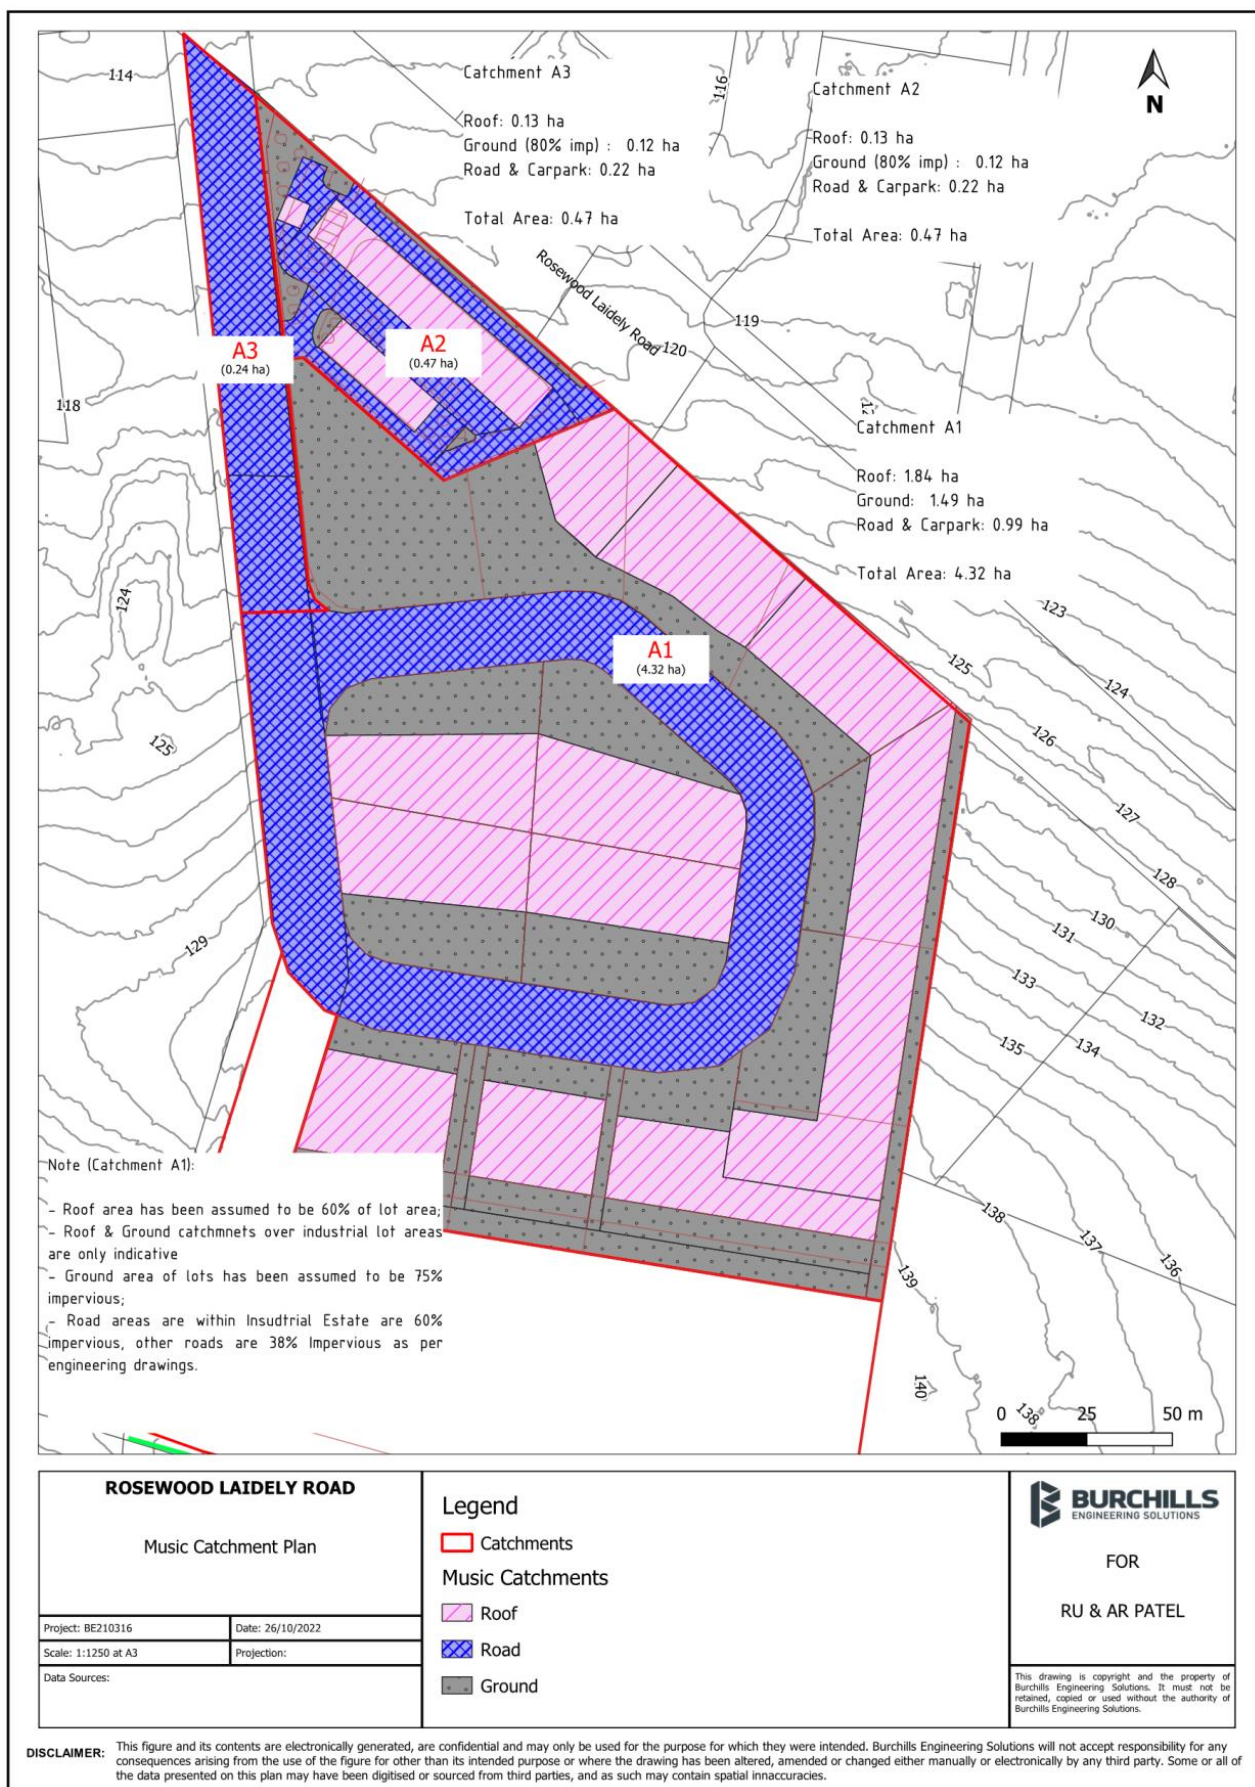 114
116
N
Catchment A3
Roof: 0.13 ha
Ground (80% imp) : 0.12 ha
Road & Carpark: 0.22 ha
Total Area: 0.47 ha
Catchment A2
Roof: 0.13 ha
Ground (80% imp) : 0.12 ha
Road & Carpark: 0.22 ha
Total Area: 0.47 ha
Rosewood Laidely Road
119
120
A3
(0.24 ha)
A2
(0.47 ha)
118
Catchment A1
Roof: 1.84 ha
Ground: 1.49 ha
Road & Carpark: 0.99 ha
Total Area: 4.32 ha
124
123
A1
(4.32 ha)
125
124
125
126
127
128
129
130
131
133
132
135
134
Note (Catchment A1):
- Roof area has been assumed to be 60% of lot area;
- Roof & Ground catchmnets over industrial lot areas
are only indicative
- Ground area of lots has been assumed to be 75%
impervious;
- Road areas are within Insudtrial Estate are 60%
impervious, other roads are 38% Impervious as per
engineering drawings.
138
137
136
139
140
138
0 25 50 m
ROSEWOOD LAIDELY ROAD
Music Catchment Plan
Project: BE210316
Date: 26/10/2022
Scale: 1:1250 at A3
Projection:
Data Sources:
Legend
Catchments
Music Catchments
Roof
Road
Ground
BURCHILLS
ENGINEERING SOLUTIONS
FOR
RU & AR PATEL
This drawing is copyright and the property of
Burchills Engineering Solutions. It must not be
retained, copied or used without the authority of
Burchills Engineering Solutions.
DISCLAIMER: This figure and its contents are electronically generated, are confidential and may only be used for the purpose for which they were intended. Burchills Engineering Solutions will not accept responsibility for any
consequences arising from the use of the figure for other than its intended purpose or where the drawing has been altered, amended or changed either manually or electronically by any third party. Some or all of
the data presented on this plan may have been digitised or sourced from third parties, and as such may contain spatial innaccuracies.